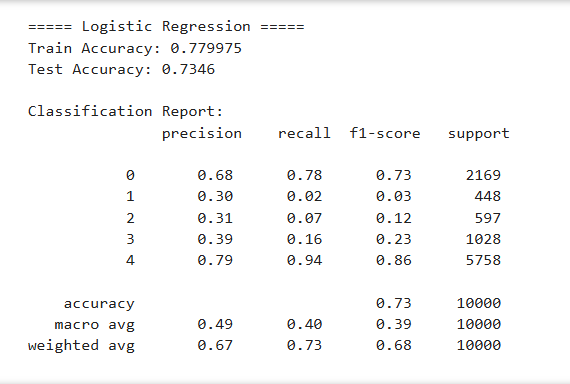 ===== Logistic Regression =====
Train Accuracy: 0.779975
Test Accuracy: 0.7346
Classification Report:
precision recall f1-score support
0 0.68 0.78 0.73 2169
1 0.30 0.02 0.03 448
2 0.31 0.07 0.12 597
3 0.39 0.16 0.23 1028
4 0.79 0.94 0.86 5758
accuracy 0.73 10000
macro avg 0.49 0.40 0.39 10000
weighted avg 0.67 0.73 0.68 10000